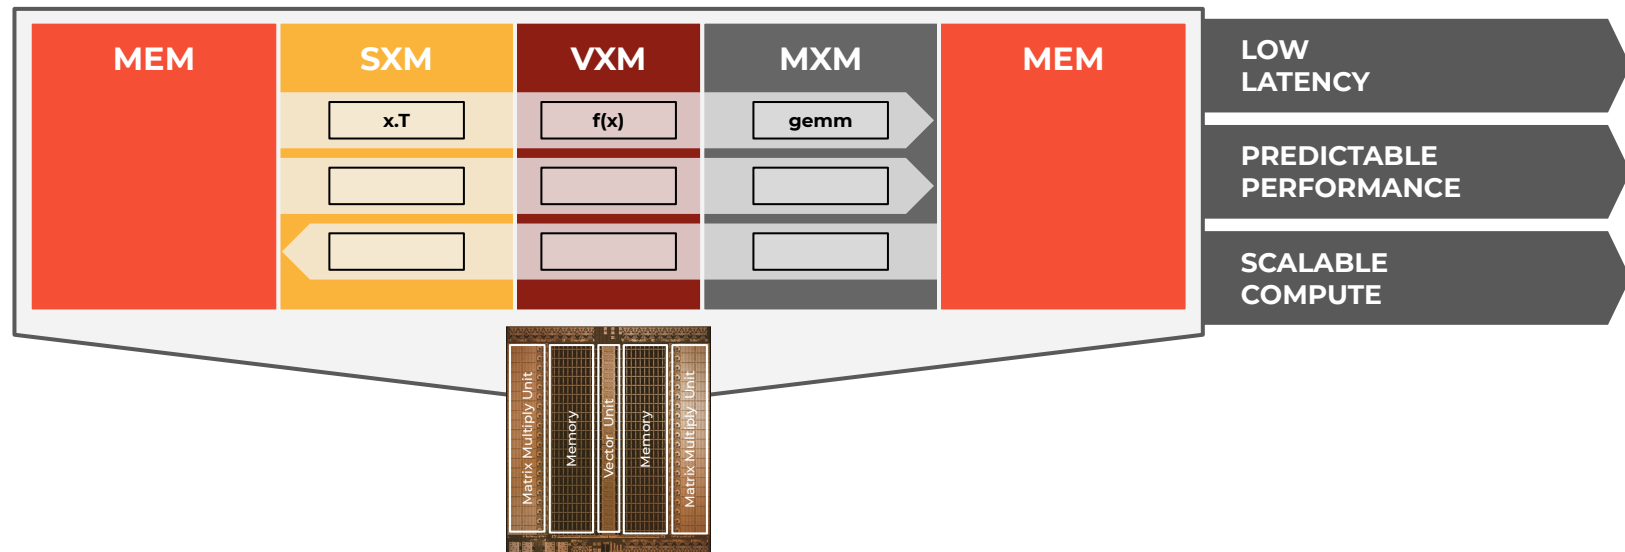 MEM
SXM
VXM
MXM
MEM
x.T
f(x)
gemm
LOW
LATENCY
PREDICTABLE
PERFORMANCE
SCALABLE
COMPUTE
Matrix Multiply Unit
Memory
Vector Unit
Memory
Matrix Multiply Unit